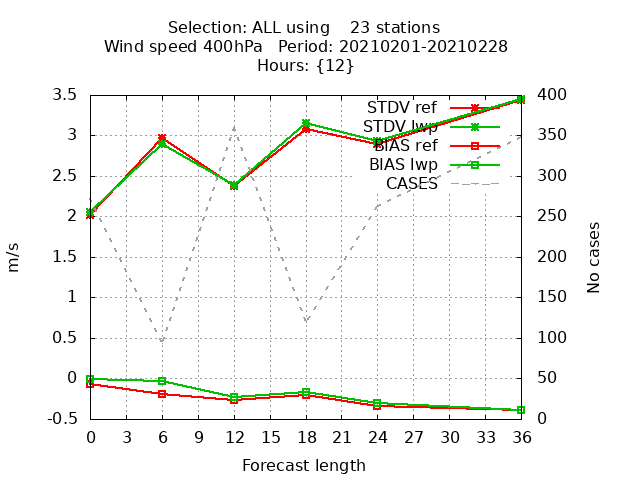 Selection: ALL using    23 stations
Wind speed 400hPa   Period: 20210201-20210228
Hours: {12}
3.5
3
2.5
2
1.5
1
0.5
0
-0.5
m/s
STDV ref
STDV lwp
BIAS ref
BIAS lwp
CASES
400
350
300
250
200
150
100
50
0
No cases
0 3 6 9 12 15 18 21 24 27 30 33 36
Forecast length